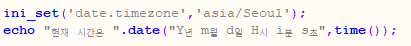 ini_set('date.timezone','asia/Seoul');
echo "현재 시간은 ".date("Y년 m월 d일 H시 i분 s초",time());